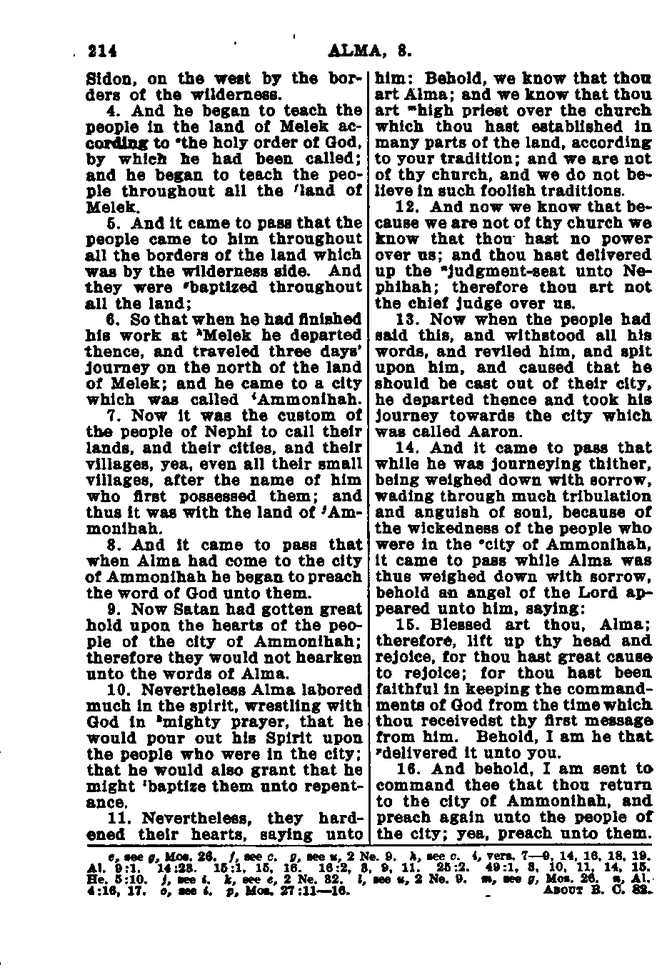 214
ALMA, 8.
Sidon, on the west by the bor-
ders of the wilderness.
4. And he began to teach the
people in the land of Melek ac-
cording to ᵉthe holy order of God,
by which he had been called;
and he began to teach the peo-
ple throughout all the ᶠland of
Melek.
5. And it came to pass that the
people came to him throughout
all the borders of the land which
was by the wilderness side. And
they were ᵍbaptized throughout
all the land;
6. So that when he had finished
his work at ʰMelek he departed
thence, and traveled three days'
journey on the north of the land
of Melek; and he came to a city
which was called ⁱAmmonihah.
7. Now it was the custom of
the people of Nephi to call their
lands, and their cities, and their
villages, yea, even all their small
villages, after the name of him
who first possessed them; and
thus it was with the land of ʲAm-
monihah.
8. And it came to pass that
when Alma had come to the city
of Ammonihah he began to preach
the word of God unto them.
9. Now Satan had gotten great
hold upon the hearts of the peo-
ple of the city of Ammonihah;
therefore they would not hearken
unto the words of Alma.
10. Nevertheless Alma labored
much in the spirit, wrestling with
God in ᵏmighty prayer, that he
would pour out his Spirit upon
the people who were in the city;
that he would also grant that he
might ˡbaptize them unto repent-
ance.
11. Nevertheless, they hard-
ened their hearts, saying unto
him: Behold, we know that thou
art Alma; and we know that thou
art ᵐhigh priest over the church
which thou hast established in
many parts of the land, according
to your tradition; and we are not
of thy church, and we do not be-
lieve in such foolish traditions.
12. And now we know that be-
cause we are not of thy church we
know that thou hast no power
over us; and thou hast delivered
up the ⁿjudgment-seat unto Ne-
phihah; therefore thou art not
the chief judge over us.
13. Now when the people had
said this, and withstood all his
words, and reviled him, and spit
upon him, and caused that he
should be cast out of their city,
he departed thence and took his
journey towards the city which
was called Aaron.
14. And it came to pass that
while he was journeying thither,
being weighed down with sorrow,
wading through much tribulation
and anguish of soul, because of
the wickedness of the people who
were in the ᵒcity of Ammonihah,
it came to pass while Alma was
thus weighed down with sorrow,
behold an angel of the Lord ap-
peared unto him, saying:
15. Blessed art thou, Alma;
therefore, lift up thy head and
rejoice, for thou hast great cause
to rejoice; for thou hast been
faithful in keeping the command-
ments of God from the time which
thou receivedst thy first message
from him. Behold, I am he that
ᵖdelivered it unto you.
16. And behold, I am sent to
command thee that thou return
to the city of Ammonihah, and
preach again unto the people of
the city; yea, preach unto them.
e, see g, Mos. 26. f, see c. g, see u, 2 Ne. 9. h, see c. i, vers. 7—9, 14, 16, 18, 19.
Al. 9:1. 14:23. 15:1, 15, 16. 16:2, 3, 9, 11. 25:2. 49:1, 3, 10, 11, 14, 15.
He. 5:10. j, see i. k, see e, 2 Ne. 32. l, see u, 2 Ne. 9. m, see g, Mos. 26. n, Al.
4:16, 17. o, see i. p, Mos. 27:11—16.
ABOUT B. C. 82.